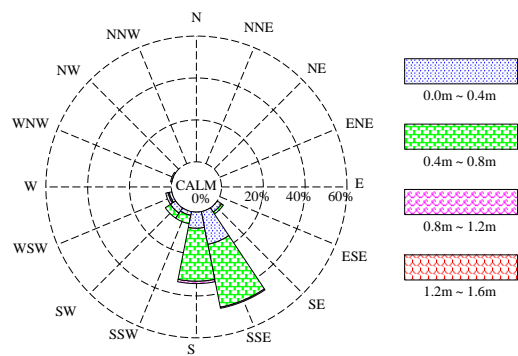 N
NNW
NNE
NW
NE
WNW
ENE
W
CALM
E
0%
20%
40%
60%
WSW
ESE
SW
SE
SSW
SSE
S
0.0m ~ 0.4m
0.4m ~ 0.8m
0.8m ~ 1.2m
1.2m ~ 1.6m